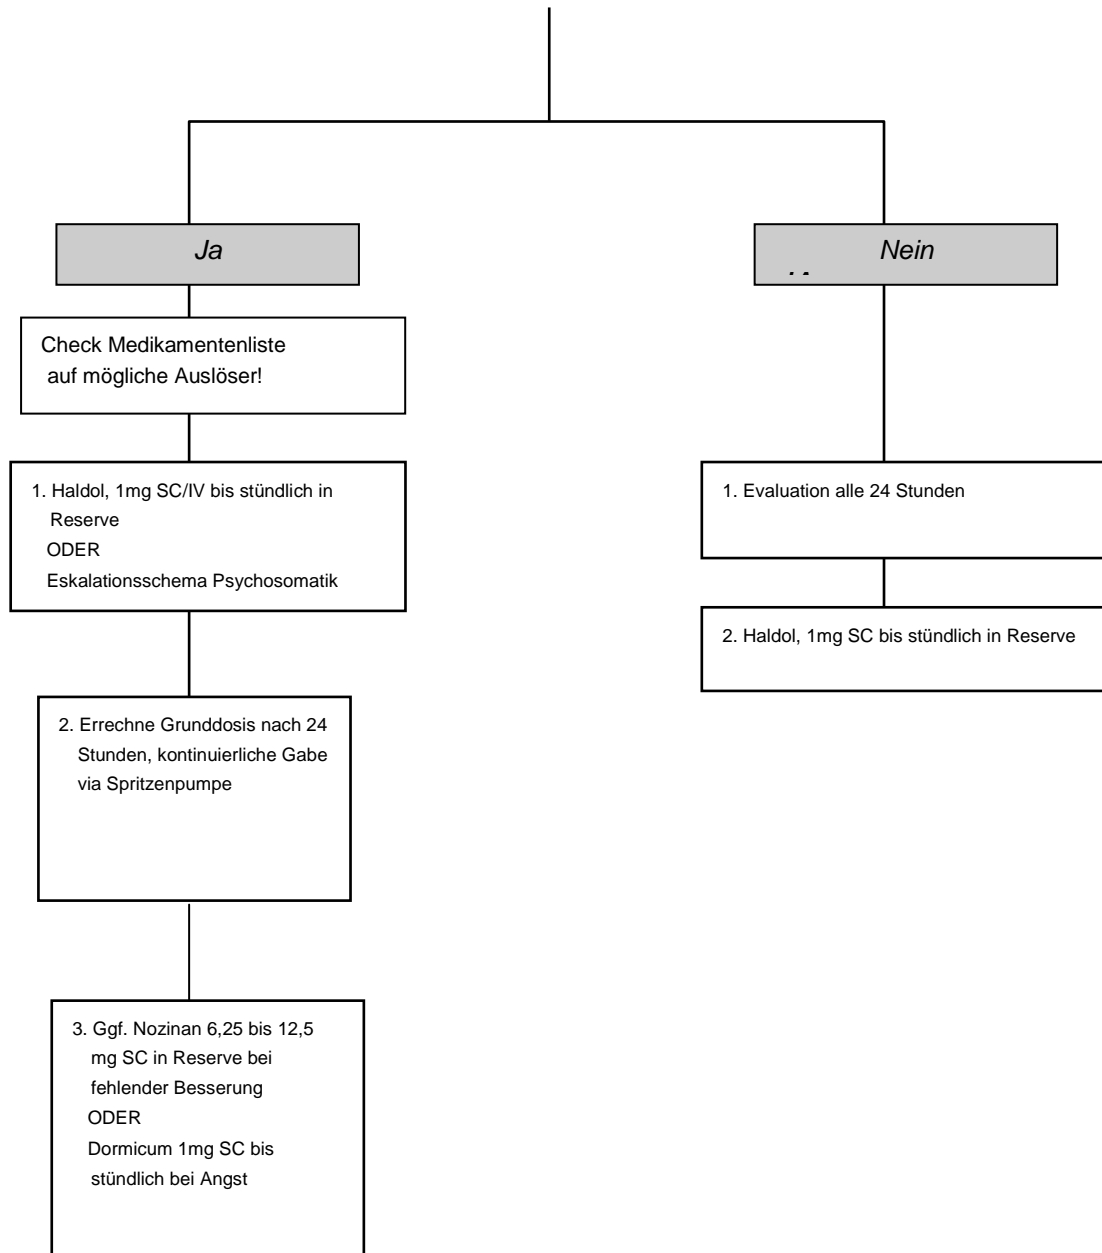 Ja
Check Medikamentenliste
auf mögliche Auslöser!
1. Haldol, 1mg SC/IV bis stündlich in
Reserve
ODER
Eskalationsschema Psychosomatik
2. Errechne Grunddosis nach 24
Stunden, kontinuierliche Gabe
via Spritzenpumpe
3. Ggf. Nozinan 6,25 bis 12,5
mg SC in Reserve bei
fehlender Besserung
ODER
Dormicum 1mg SC bis
stündlich bei Angst
Nein
1. Evaluation alle 24 Stunden
2. Haldol, 1mg SC bis stündlich in Reserve